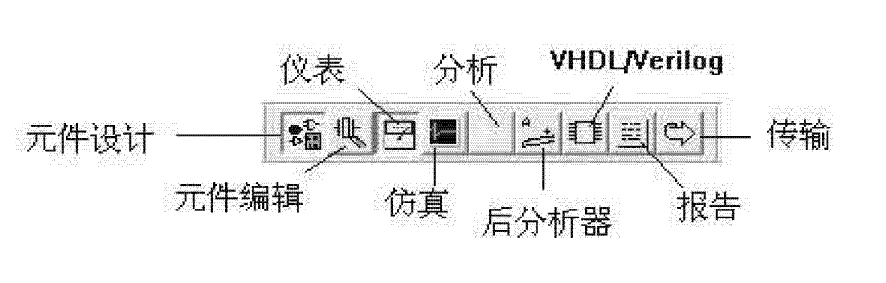 仪表
分析
VHDL/Verilog
元件设计
传输
元件编辑
仿真
后分析器
报告